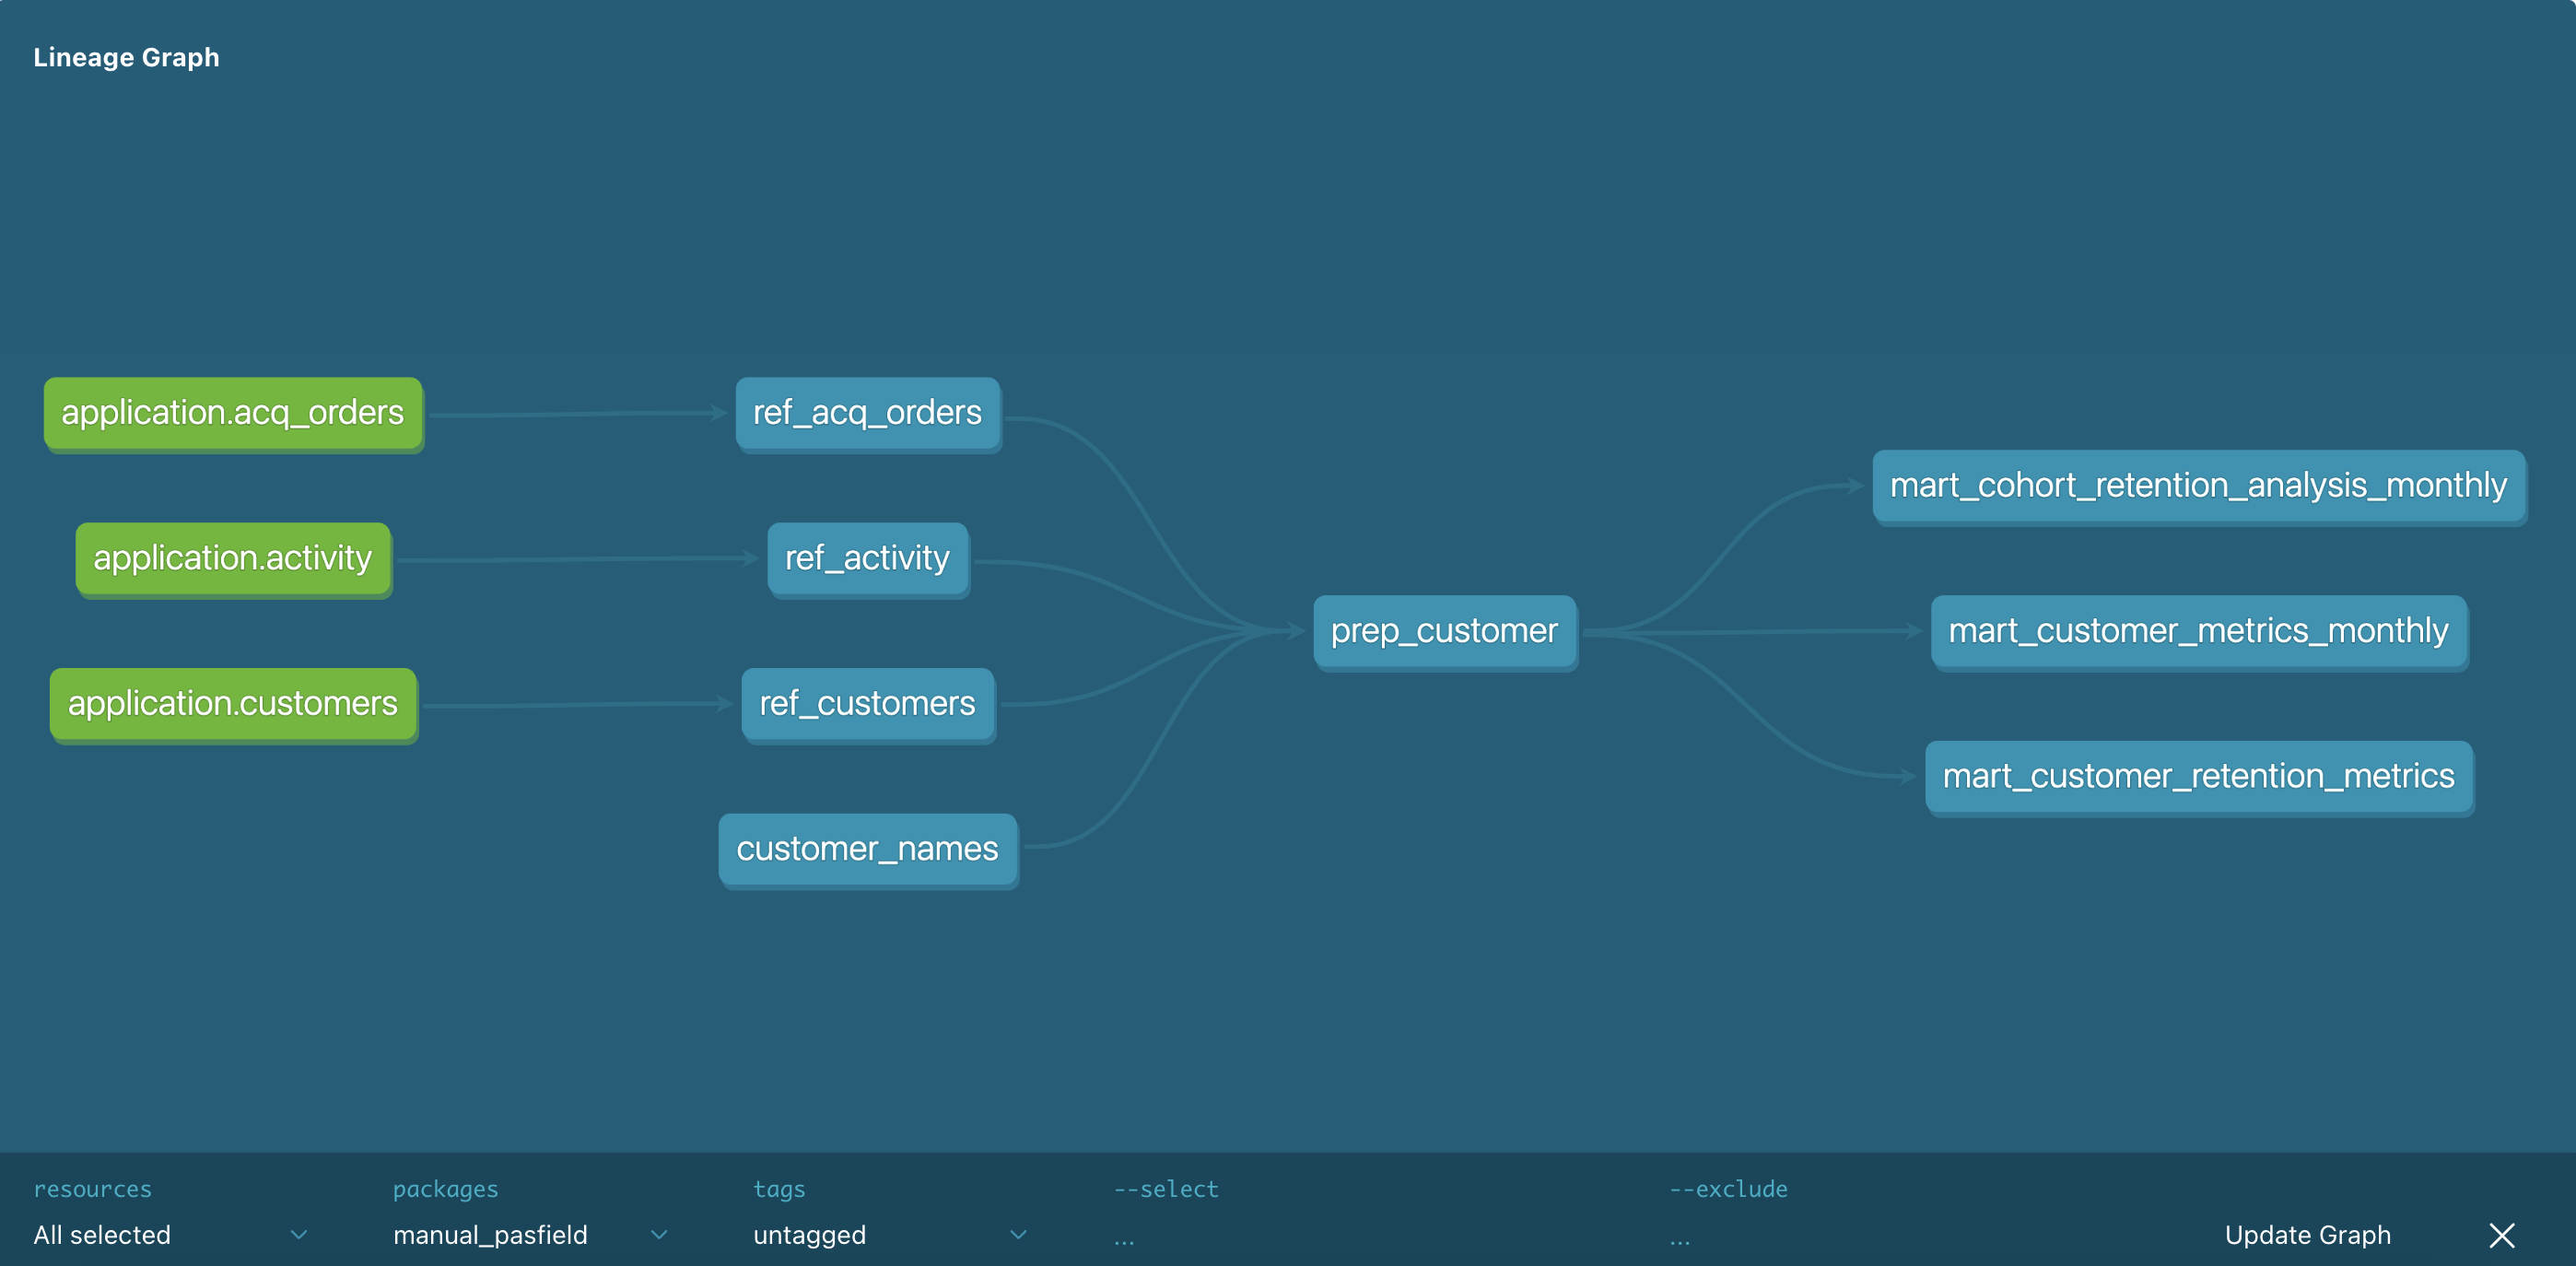 Lineage Graph
application.acq_orders
ref_acq_orders
mart_cohort_retention_analysis_monthly
application.activity
ref_activity
prep_customer
mart_customer_metrics_monthly
application.customers
ref_customers
mart_customer_retention_metrics
customer_names
resources packages tags --select --exclude
All selected manual_pasfield untagged ... ... Update Graph